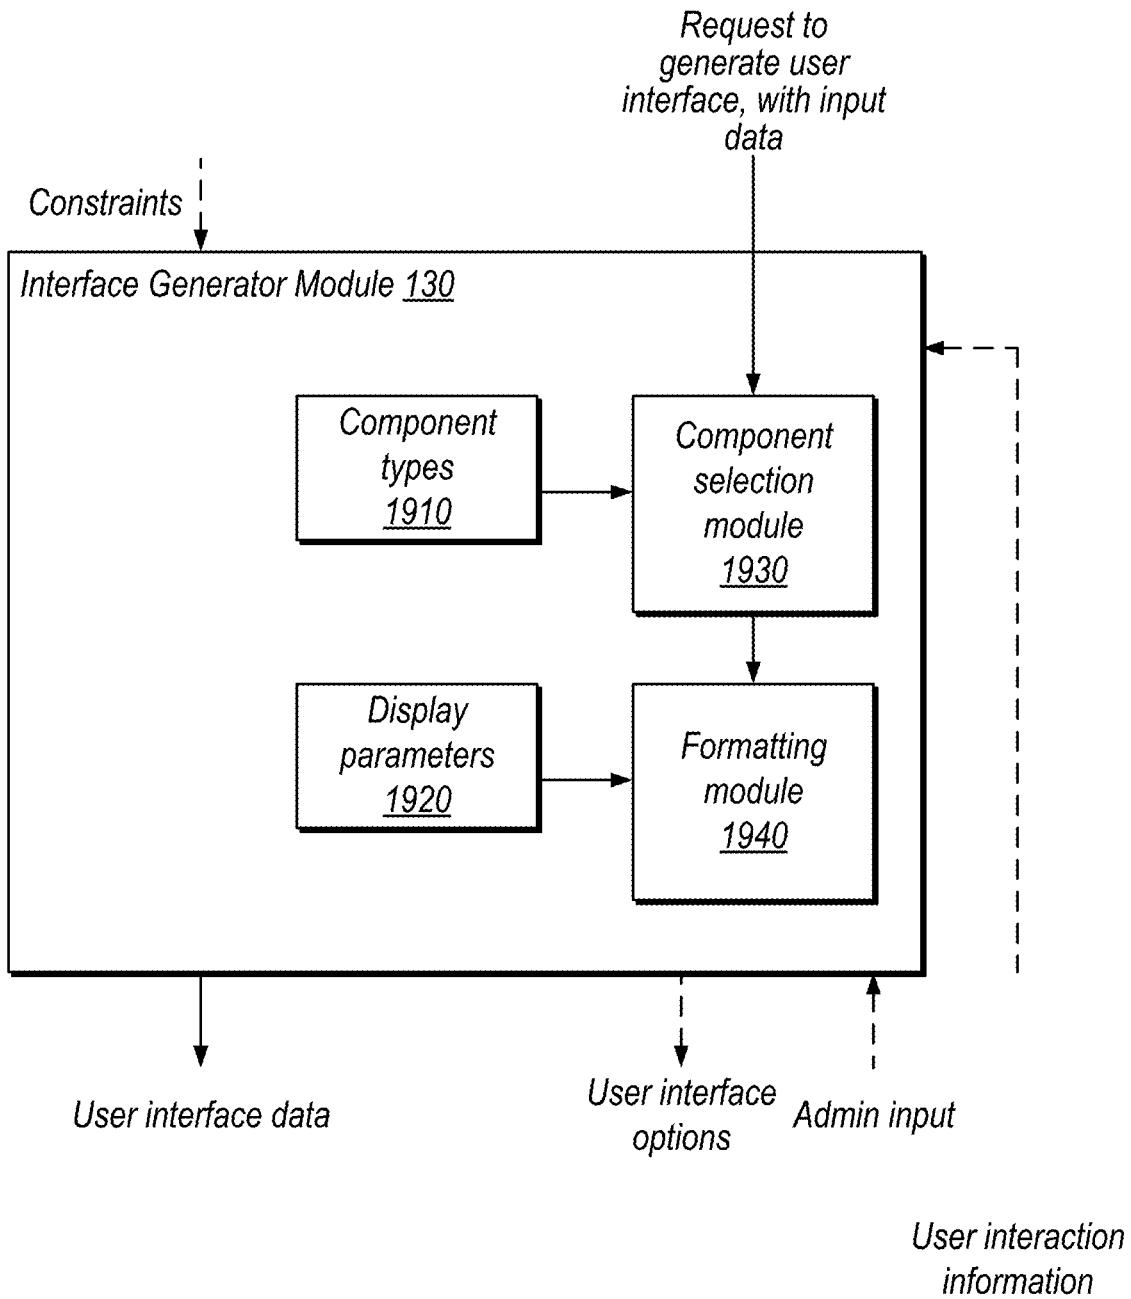 Request to
generate user
interface, with input
data
Constraints
Interface Generator Module 130
Component
types
1910
Component
selection
module
1930
Display
parameters
1920
Formatting
module
1940
User interface data
User interface
options
Admin input
User interaction
information